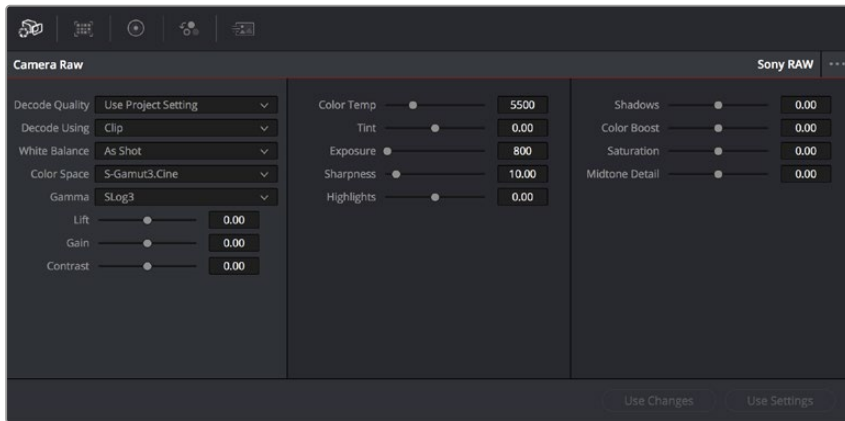 Camera Raw
Sony RAW
Decode Quality Use Project Setting
Decode Using Clip
White Balance As Shot
Color Space S-Gamut3.Cine
Gamma SLog3
Lift 0.00
Gain 0.00
Contrast 0.00
Color Temp 5500
Tint 0.00
Exposure 800
Sharpness 10.00
Highlights 0.00
Shadows 0.00
Color Boost 0.00
Saturation 0.00
Midtone Detail 0.00
Use Changes
Use Settings